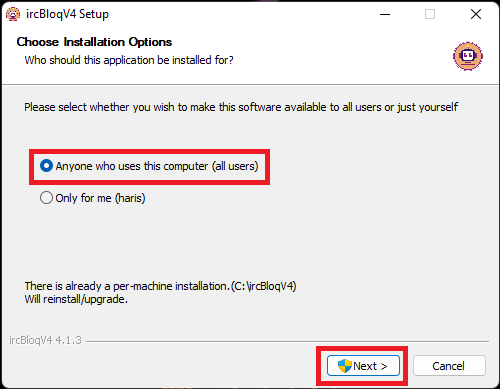 ircBloqV4 Setup
Choose Installation Options
Who should this application be installed for?
Please select whether you wish to make this software available to all users or just yourself
Anyone who uses this computer (all users)
Only for me (haris)
There is already a per-machine installation.(C:\ircBloqV4)
Will reinstall/upgrade.
ircBloqV4 4.1.3
Next >
Cancel